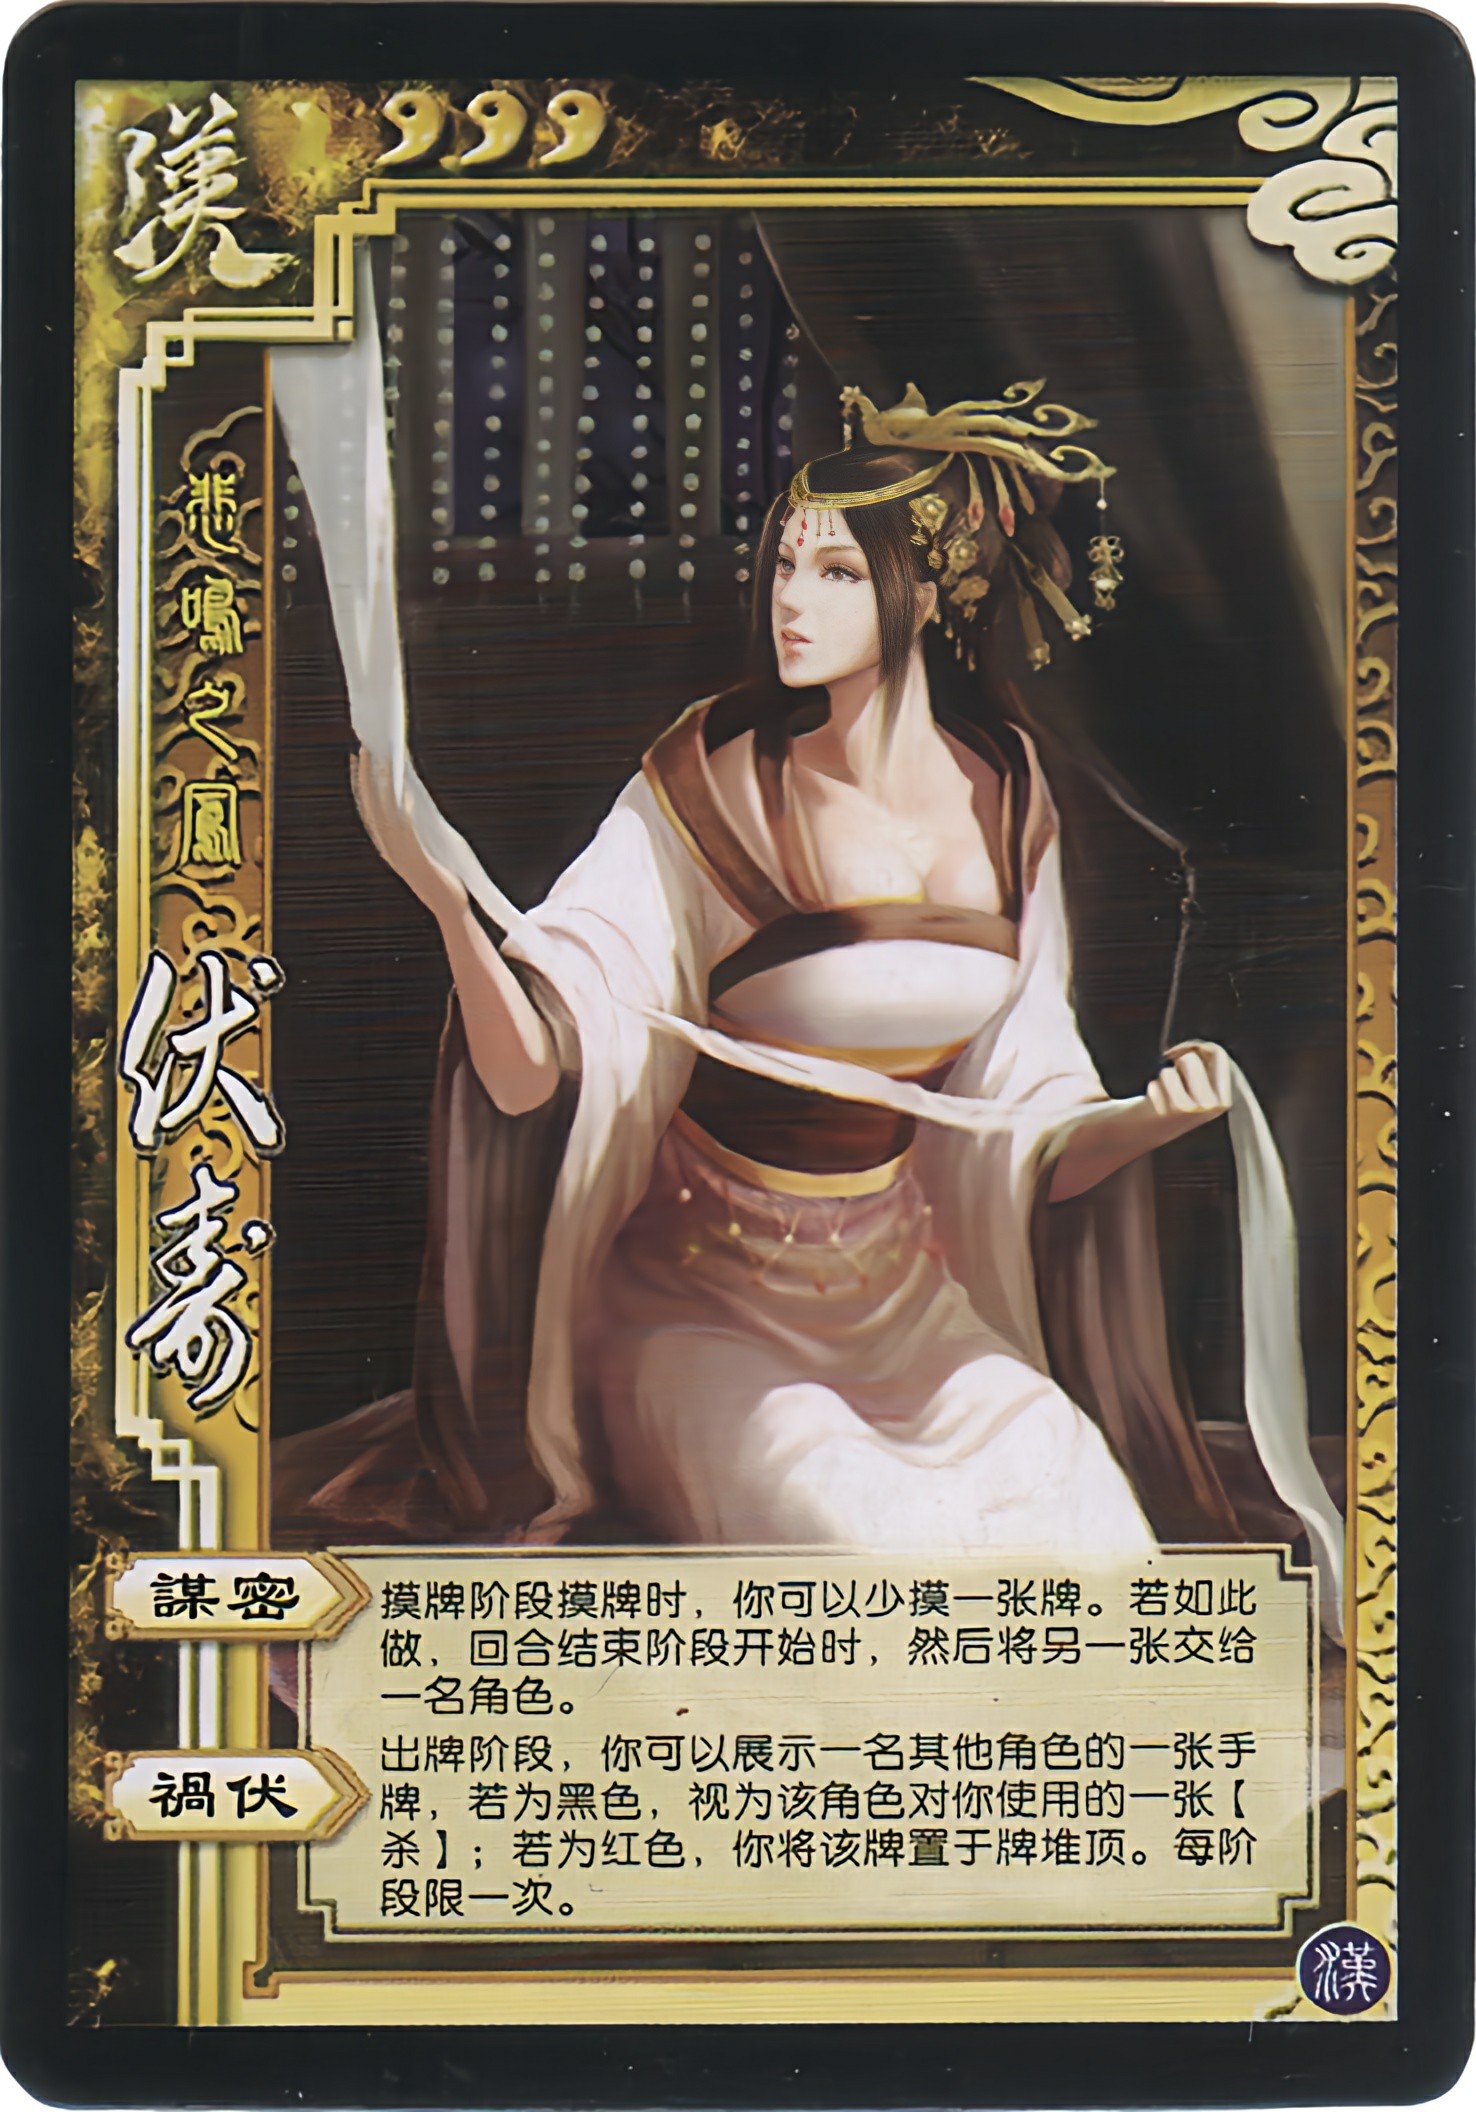 漢
悲鳴之鳳
伏壽
謀密
摸牌阶段摸牌时，你可以少摸一张牌。若如此
做，回合结束阶段开始时，然后将另一张交给
一名角色。
禍伏
出牌阶段，你可以展示一名其他角色的一张手
牌，若为黑色，视为该角色对你使用的一张【
杀】；若为红色，你将该牌置于牌堆顶。每阶
段限一次。
漢